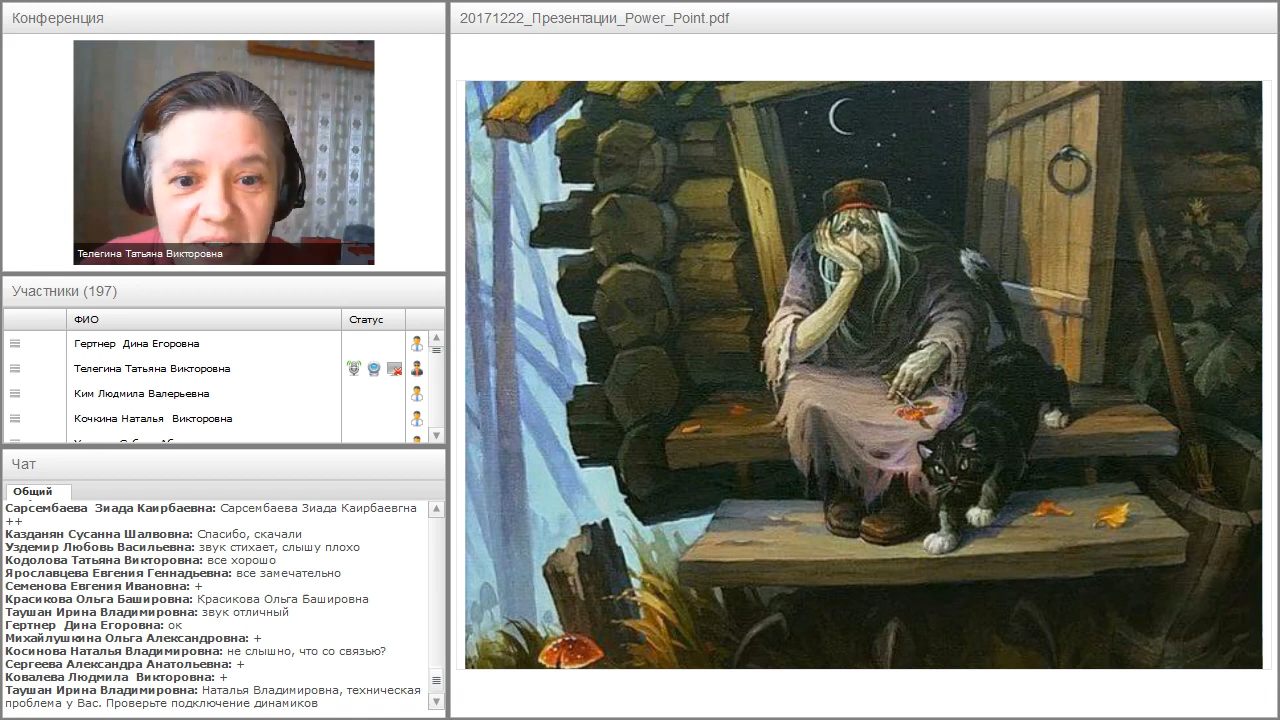 Конференция
Телегина Татьяна Викторовна
Участники (197)
ФИО
Статус
Гертнер Дина Егоровна
Телегина Татьяна Викторовна
Ким Людмила Валерьевна
Кочкина Наталья Викторовна
Чат
Общий
Сарсембаева Зиада Каирбаевна: Сарсембаева Зиада Каирбаевгна
++
Казданян Сусанна Шалвовна: Спасибо, скачали
Уздемир Любовь Васильевна: звук стихает, слышу плохо
Кодолова Татьяна Викторовна: все хорошо
Ярославцева Евгения Геннадьевна: все замечательно
Семенова Евгения Ивановна: +
Красикова Ольга Башировна: Красикова Ольга Башировна
Таушан Ирина Владимировна: звук отличный
Гертнер Дина Егоровна: ок
Михайлушкина Ольга Александровна: +
Косинова Наталья Владимировна: не слышно, что со связью?
Сергеева Александра Анатольевна: +
Ковалева Людмила Викторовна: +
Таушан Ирина Владимировна: Наталья Владимировна, техническая
проблема у Вас. Проверьте подключение динамиков
20171222_Презентации_Power_Point.pdf